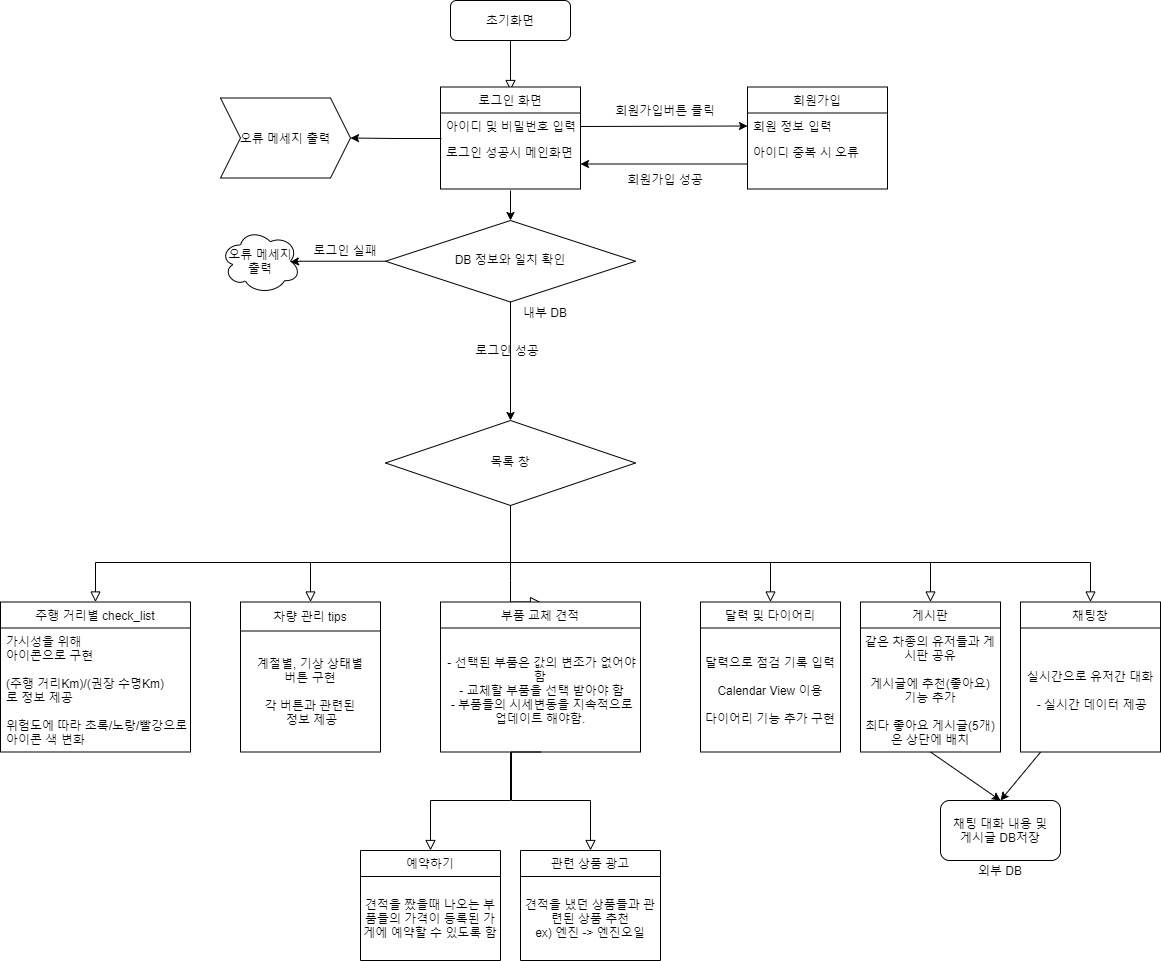 초기화면
로그인 화면
아이디 및 비밀번호 입력
로그인 성공시 메인화면
회원가입버튼 클릭
회원가입 성공
회원가입
회원 정보 입력
아이디 중복 시 오류
오류 메세지 출력
DB 정보와 일치 확인
로그인 실패
오류 메세지
출력
내부 DB
로그인 성공
목록 창
주행 거리별 check_list
가시성을 위해
아이콘으로 구현
(주행 거리Km)/(권장 수명Km)
로 정보 제공
위험도에 따라 초록/노랑/빨강으로
아이콘 색 변화
차량 관리 tips
계절별, 기상 상태별
버튼 구현
각 버튼과 관련된
정보 제공
부품 교체 견적
- 선택된 부품은 값의 변조가 없어야
함
- 교체할 부품을 선택 받아야 함
- 부품들의 시세변동을 지속적으로
업데이트 해야함.
달력 및 다이어리
달력으로 점검 기록 입력
Calendar View 이용
다이어리 기능 추가 구현
게시판
같은 차종의 유저들과 게
시판 공유
게시글에 추천(좋아요)
기능 추가
최다 좋아요 게시글(5개)
은 상단에 배치
채팅창
실시간으로 유저간 대화
- 실시간 데이터 제공
예약하기
견적을 짰을때 나오는 부
품들의 가격이 등록된 가
게에 예약할 수 있도록 함
관련 상품 광고
견적을 냈던 상품들과 관
련된 상품 추천
ex) 엔진 -> 엔진오일
채팅 대화 내용 및
게시글 DB저장
외부 DB